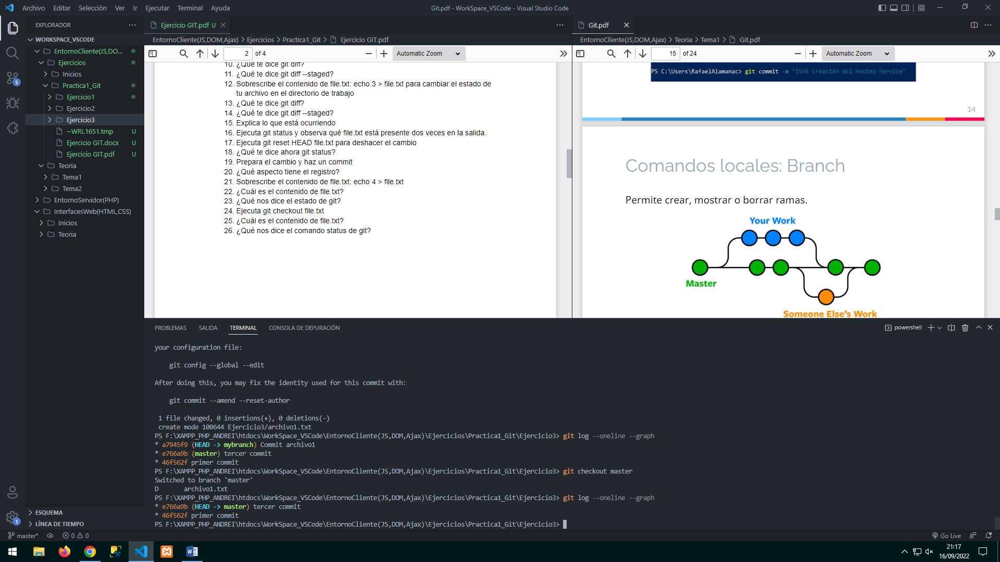 Archivo Editar Selección Ver Ir Ejecutar Terminal Ayuda
Git.pdf - WorkSpace_VSCode - Visual Studio Code
EXPLORADOR
WORKSPACE_VSCODE
EntornoCliente(JS,DO...
Ejercicios
Inicios
Practica1_Git
Ejercicio1
Ejercicio2
Ejercicio3
~WRL1651.tmp U
Ejercicio GIT.docx U
Ejercicio GIT.pdf U
Teoria
Tema1
Tema2
EntornoServidor(PHP)
InterfacesWeb(HTML,CSS)
Inicios
Teoria
ESQUEMA
LÍNEA DE TIEMPO
5
1
Ejercicio GIT.pdf U
EntornoCliente(JS,DOM,Ajax) > Ejercicios > Practica1_Git > Ejercicio GIT.pdf
2 of 4
Automatic Zoom
10. ¿Qué te dice git diff?
11. ¿Qué te dice git diff --staged?
12. Sobrescribe el contenido de file.txt: echo 3 > file.txt para cambiar el estado de
tu archivo en el directorio de trabajo
13. ¿Qué te dice git diff?
14. ¿Qué te dice git diff --staged?
15. Explica lo que está ocurriendo
16. Ejecuta git status y observa qué file.txt está presente dos veces en la salida.
17. Ejecuta git reset HEAD file.txt para deshacer el cambio
18. ¿Qué te dice ahora git status?
19. Prepara el cambio y haz un commit
20. ¿Qué aspecto tiene el registro?
21. Sobrescribe el contenido de file.txt: echo 4 > file.txt
22. ¿Cuál es el contenido de file.txt?
23. ¿Qué nos dice el estado de git?
24. Ejecuta git checkout file.txt
25. ¿Cuál es el contenido de file.txt?
26. ¿Qué nos dice el comando status de git?
Git.pdf
EntornoCliente(JS,DOM,Ajax) > Teoria > Tema1 > Git.pdf
15 of 24
Automatic Zoom
PS C:\Users\RafaelAlamanac> git commit -m "1556 Creación del hosted Service"
14
Comandos locales: Branch
Permite crear, mostrar o borrar ramas.
Your Work
Master
Someone Else's Work
PROBLEMAS SALIDA TERMINAL CONSOLA DE DEPURACIÓN
powershell
your configuration file:
git config --global --edit
After doing this, you may fix the identity used for this commit with:
git commit --amend --reset-author
1 file changed, 0 insertions(+), 0 deletions(-)
create mode 100644 Ejercicio3/archivo1.txt
PS F:\XAMPP_PHP_ANDREI\htdocs\WorkSpace_VSCode\EntornoCliente(JS,DOM,Ajax)\Ejercicios\Practica1_Git\Ejercicio3> git log --oneline --graph
* a7945f9 (HEAD -> mybranch) Commit archivo1
* e766a9b (master) tercer commit
* 46f562f primer commit
PS F:\XAMPP_PHP_ANDREI\htdocs\WorkSpace_VSCode\EntornoCliente(JS,DOM,Ajax)\Ejercicios\Practica1_Git\Ejercicio3> git checkout master
Switched to branch 'master'
D archivo1.txt
PS F:\XAMPP_PHP_ANDREI\htdocs\WorkSpace_VSCode\EntornoCliente(JS,DOM,Ajax)\Ejercicios\Practica1_Git\Ejercicio3> git log --oneline --graph
* e766a9b (HEAD -> master) tercer commit
* 46f562f primer commit
PS F:\XAMPP_PHP_ANDREI\htdocs\WorkSpace_VSCode\EntornoCliente(JS,DOM,Ajax)\Ejercicios\Practica1_Git\Ejercicio3>
master* 0 0
Go Live
21:17
16/09/2022